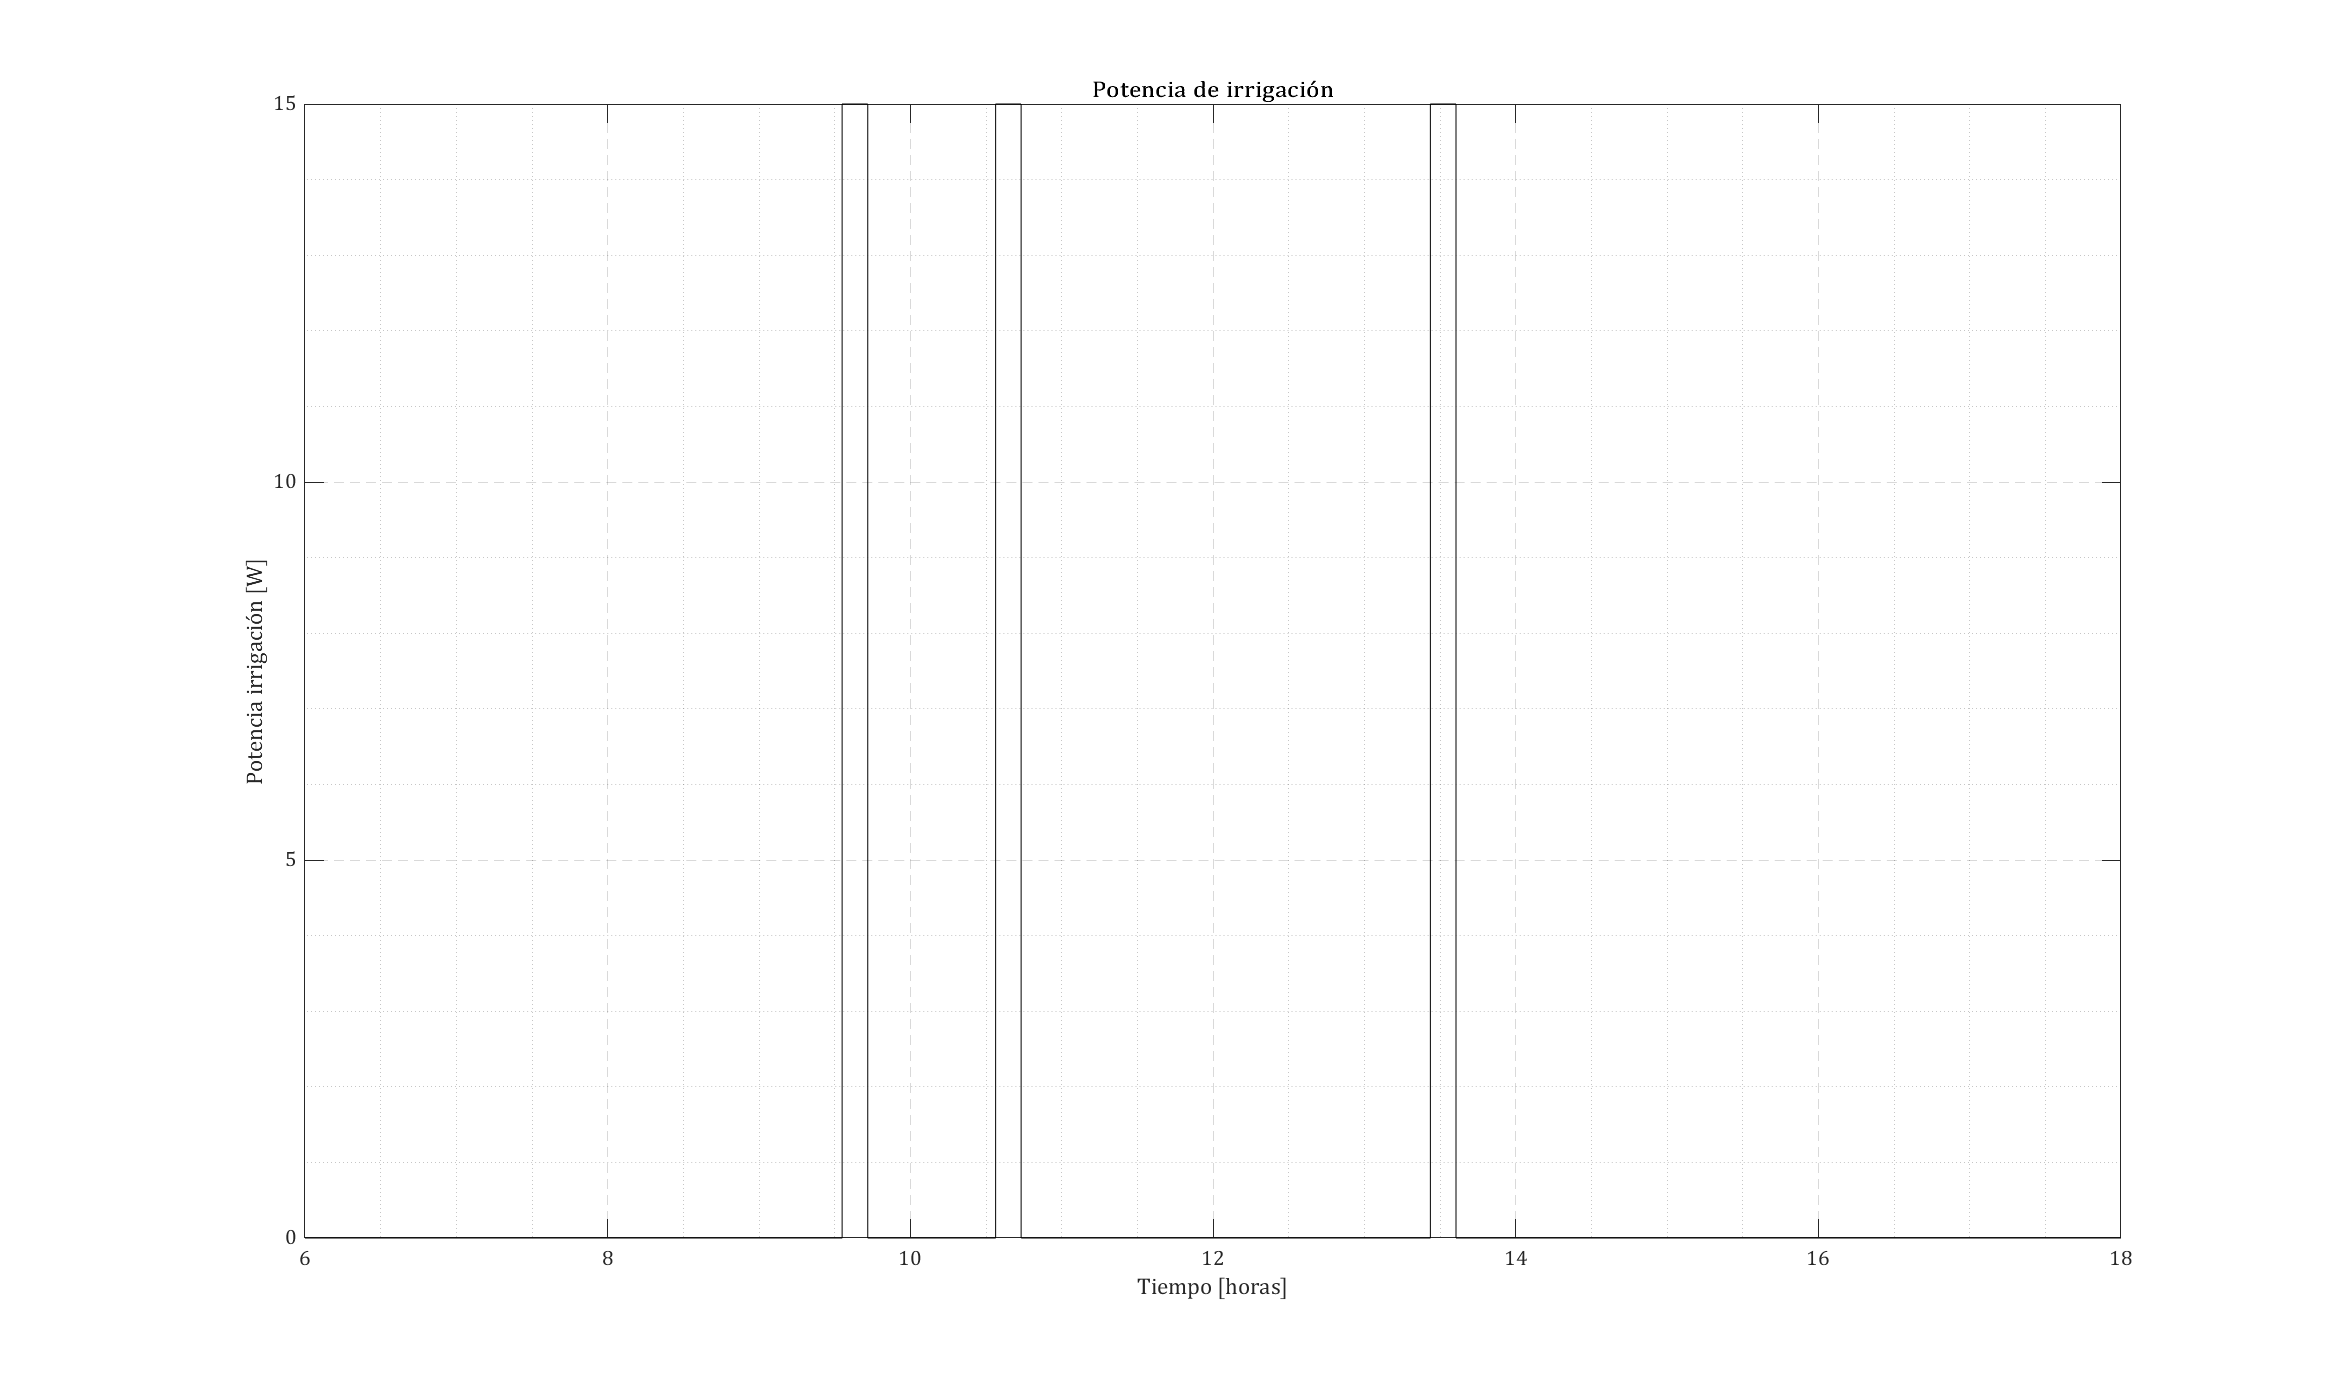 Potencia de irrigación
15
10
5
0
Potencia irrigación [W]
6 8 10 12 14 16 18
Tiempo [horas]